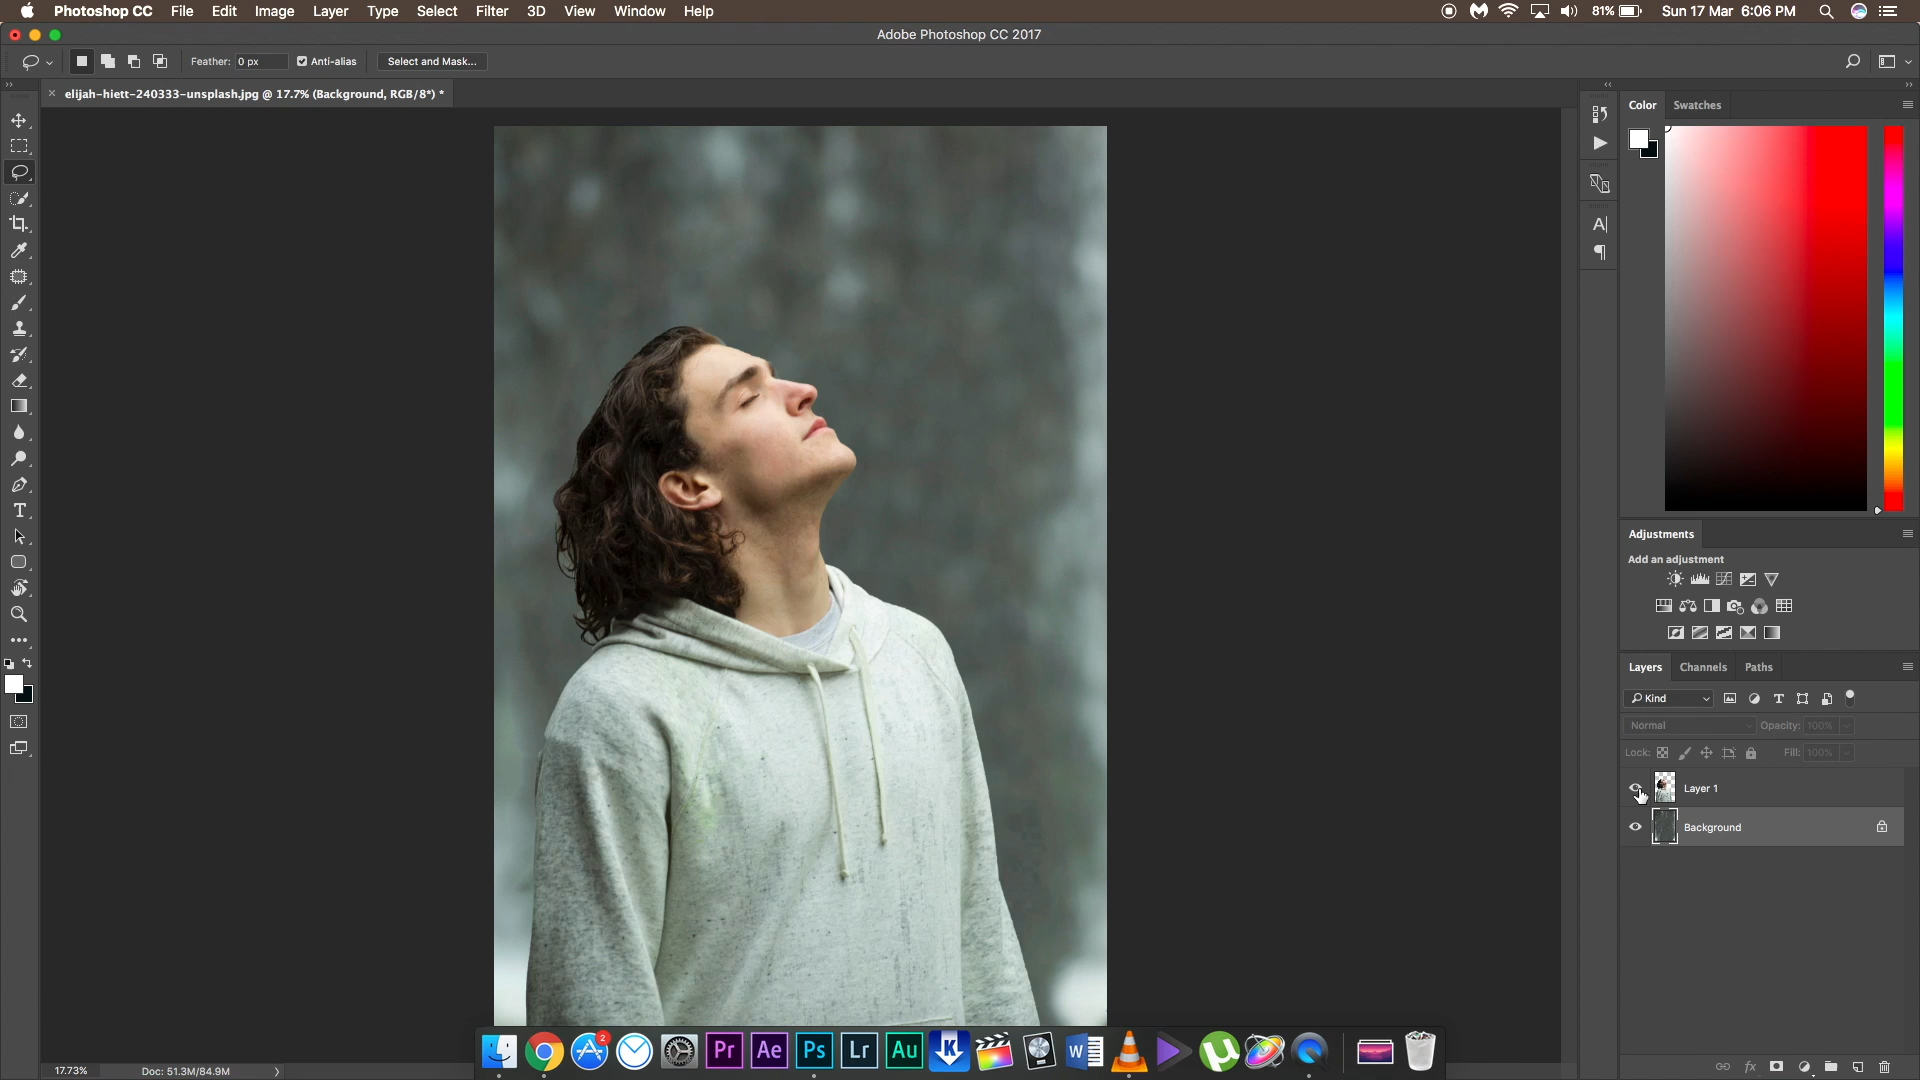 Photoshop CC File Edit Image Layer Type Select Filter 3D View Window Help 81% Sun 17 Mar 6:06 PM
Adobe Photoshop CC 2017
Feather: 0 px Anti-alias Select and Mask...
elijah-hiett-240333-unsplash.jpg @ 17.7% (Background, RGB/8*) *
Color Swatches
Adjustments
Add an adjustment
Layers Channels Paths
Kind
Normal Opacity: 100%
Lock: Fill: 100%
Layer 1
Background
2
Pr Ae Ps Lr Au K W
17.73% Doc: 51.3M/84.9M
fx